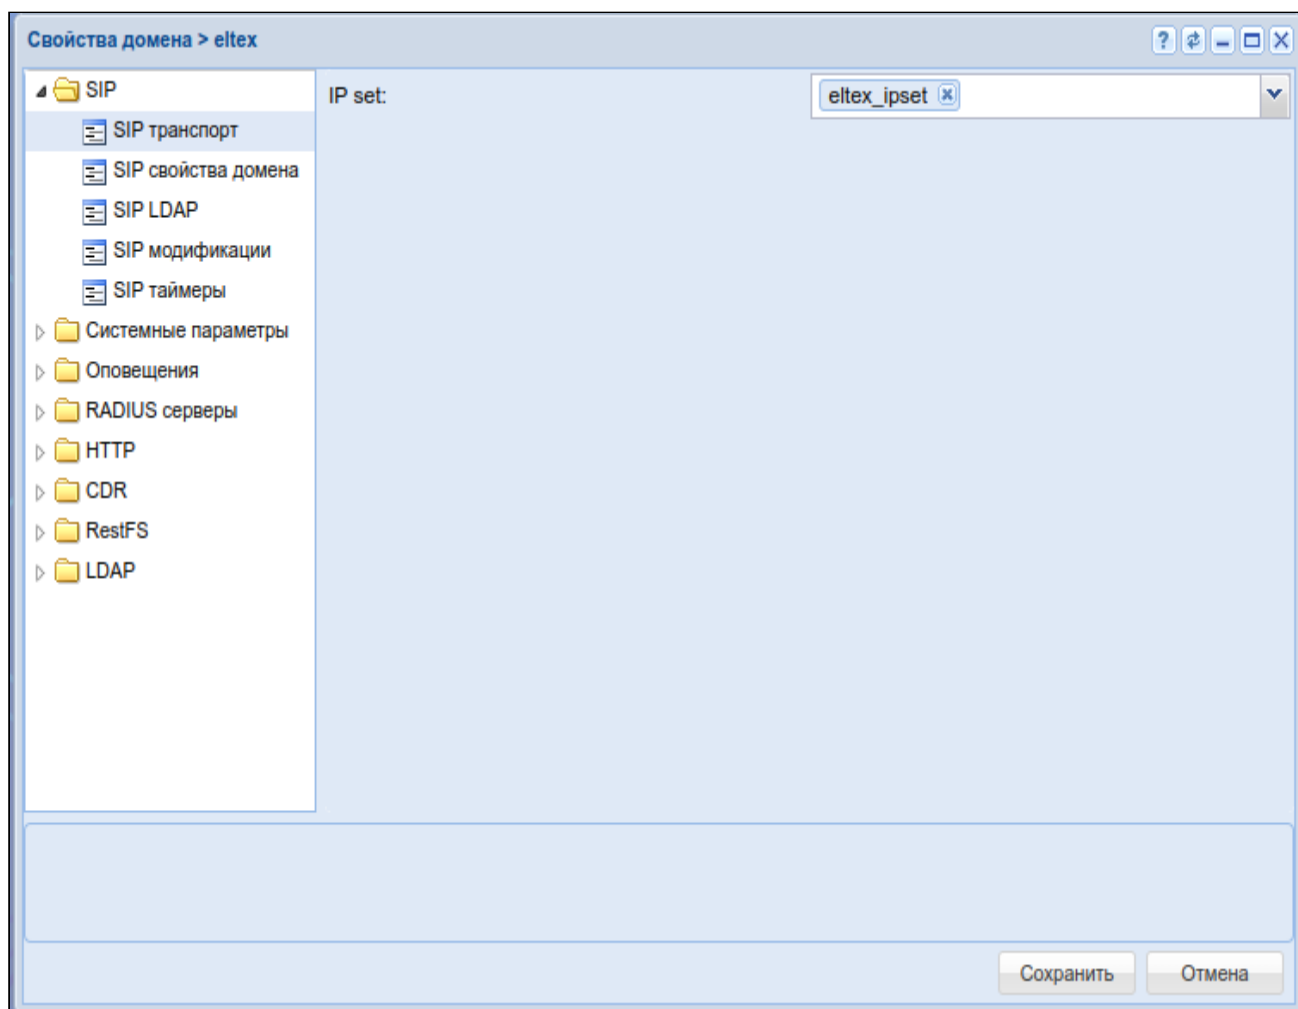 Свойства домена > eltex
SIP
IP set:
eltex_ipset
SIP транспорт
SIP свойства домена
SIP LDAP
SIP модификации
SIP таймеры
Системные параметры
Оповещения
RADIUS серверы
HTTP
CDR
RestFS
LDAP
Сохранить
Отмена